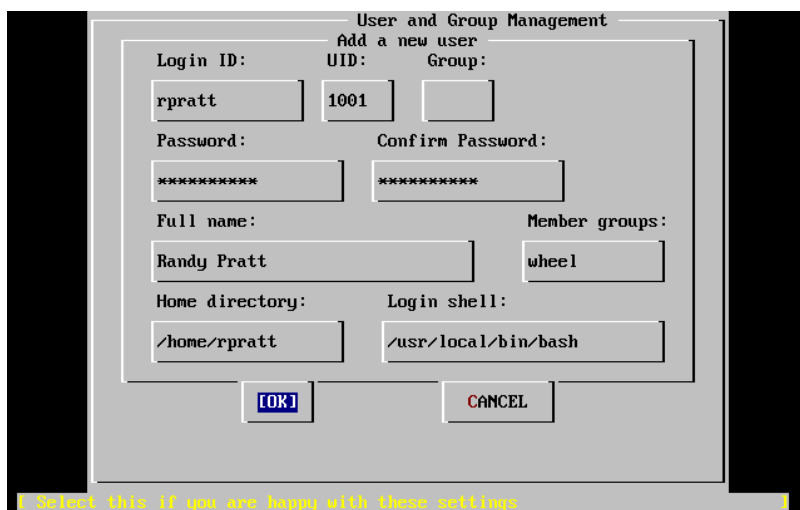 User and Group Management
Add a new user
Login ID: UID: Group:
rpratt 1001
Password: Confirm Password:
********** **********
Full name: Member groups:
Randy Pratt wheel
Home directory: Login shell:
/home/rpratt /usr/local/bin/bash
[OK] CANCEL
[ Select this if you are happy with these settings ]